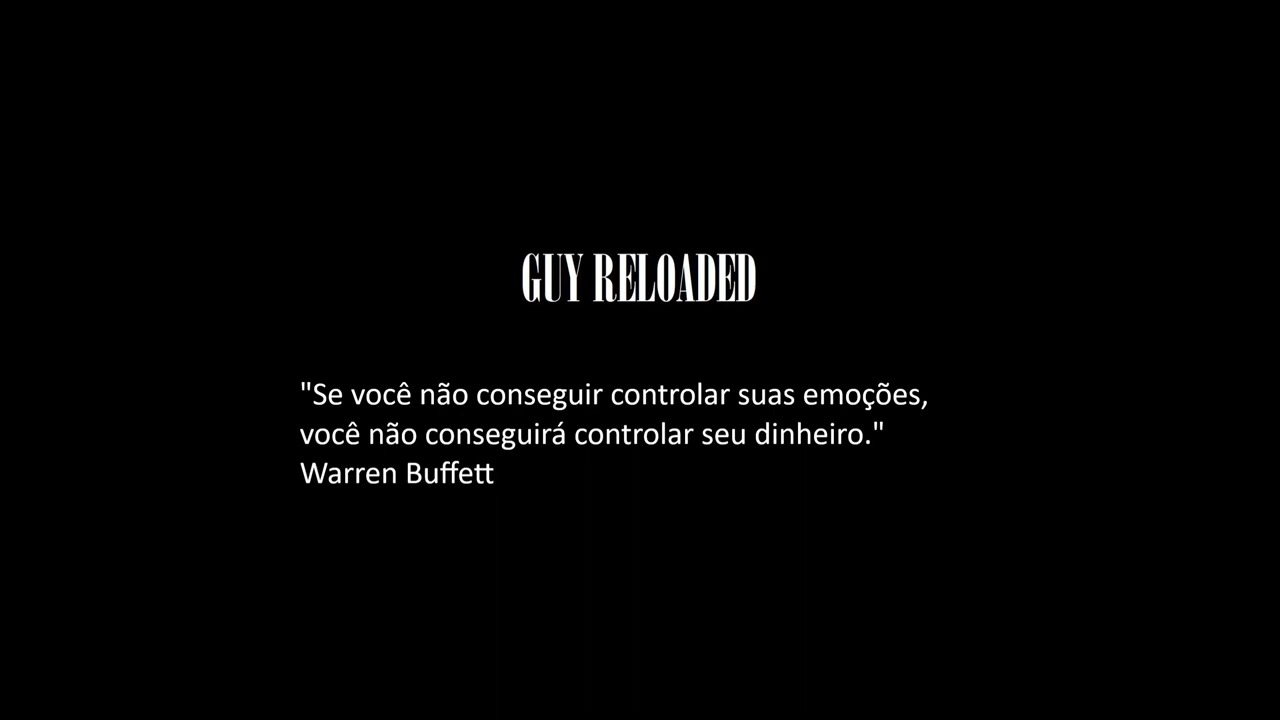 GUY RELOADED
"Se você não conseguir controlar suas emoções,
você não conseguirá controlar seu dinheiro."
Warren Buffett